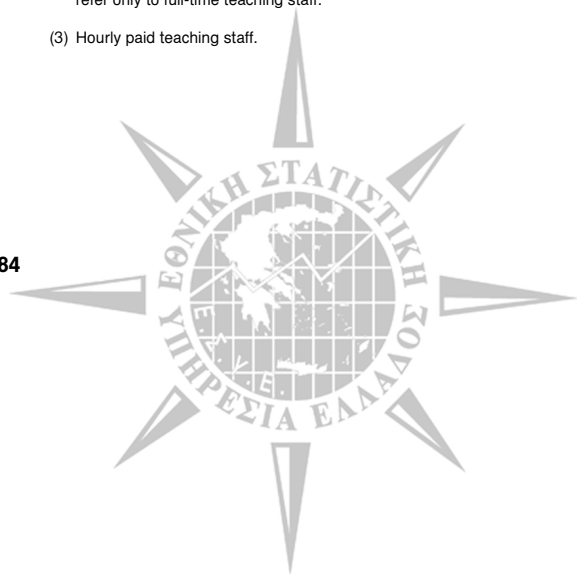 refer only to full-time teaching staff.
(3) Hourly paid teaching staff.
ΕΘΝΙΚΗ ΣΤΑΤΙΣΤΙΚΗ
84
Ε.Σ.Υ.Ε.
ΥΠΗΡΕΣΙΑ ΕΛΛΑΔΟΣ